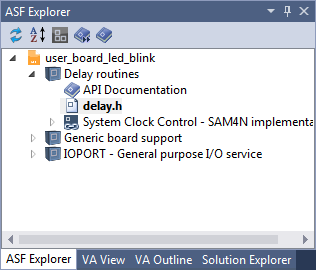 ASF Explorer
user_board_led_blink
Delay routines
API Documentation
delay.h
System Clock Control - SAM4N implementa
Generic board support
IOPORT - General purpose I/O service
ASF Explorer VA View VA Outline Solution Explorer